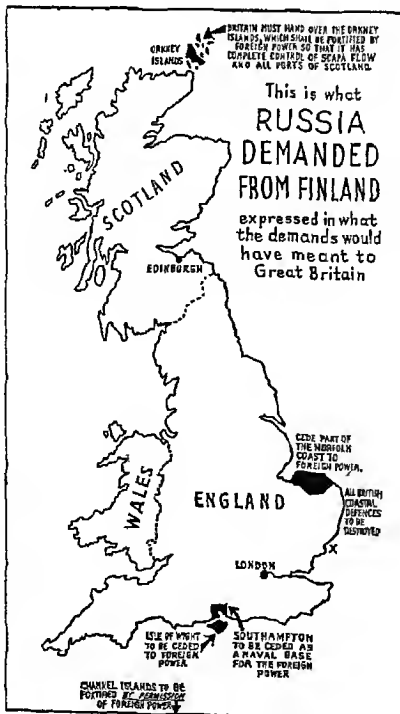 BRITAIN MUST HAND OVER THE ORKNEY
ISLANDS, WHICH SHALL BE FORTIFIED BY
FOREIGN POWER SO THAT IT HAS
COMPLETE CONTROL OF SCAPA FLOW
AND ALL PORTS OF SCOTLAND.
ORKNEY
ISLANDS
This is what
RUSSIA
DEMANDED
FROM FINLAND
expressed in what
the demands would
have meant to
Great Britain
SCOTLAND
EDINBURGH
CEDE PART OF
THE NORFOLK
COAST TO
FOREIGN POWER.
WALES
ENGLAND
ALL BRITISH
COASTAL
DEFENCES
TO BE
DESTROYED
X
LONDON
ISLE OF WIGHT
TO BE CEDED
TO FOREIGN
POWER
SOUTHAMPTON
TO BE CEDED AS
A NAVAL BASE
FOR THE FOREIGN
POWER
CHANNEL ISLANDS TO BE
FORTIFIED BY PERMISSION
OF FOREIGN POWER